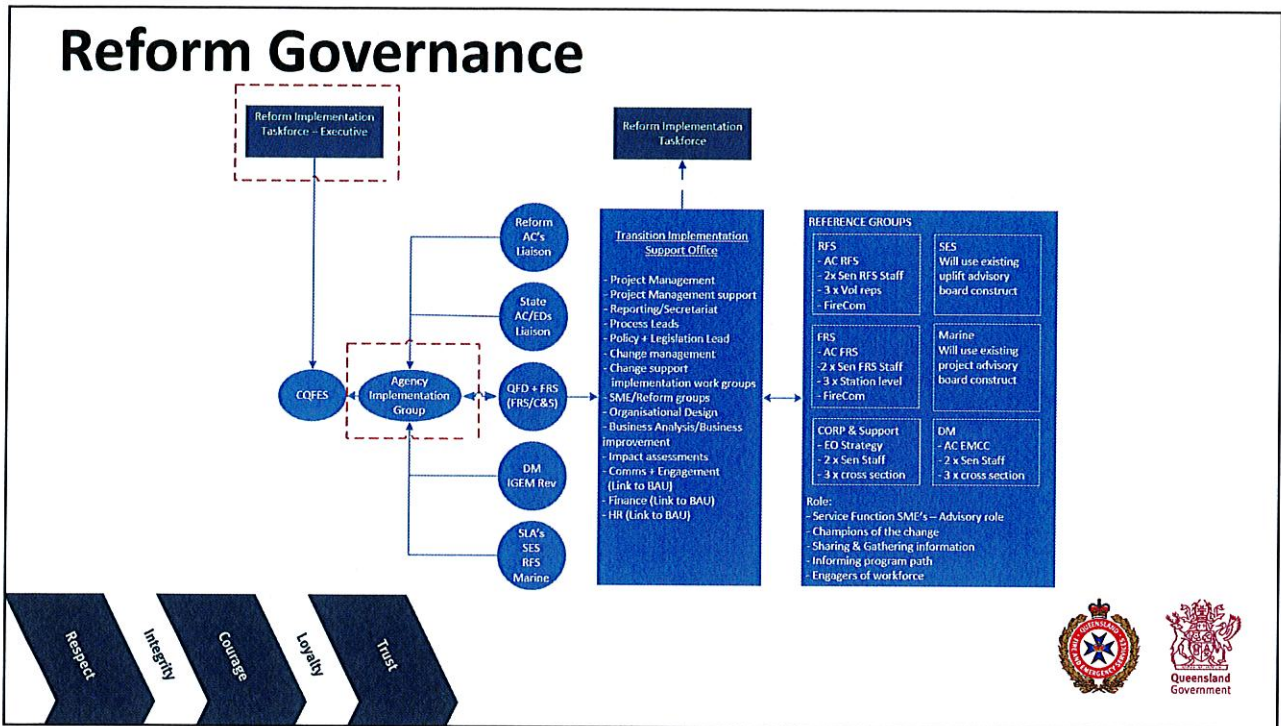 Reform Governance
Reform Implementation
Taskforce – Executive
Reform Implementation
Taskforce
Reform
AC's
Liaison
State
AC/EDs
Liaison
CQFES
Agency
Implementation
Group
QFD + FRS
(FRS/C&S)
DM
IGEM Rev
SLA's
SES
RFS
Marine
Transition Implementation
Support Office
- Project Management
- Project Management support
- Reporting/Secretariat
- Process Leads
- Policy + Legislation Lead
- Change management
- Change support
implementation work groups
- SME/Reform groups
- Organisational Design
- Business Analysis/Business
improvement
- Impact assessments
- Comms + Engagement
(Link to BAU)
- Finance (Link to BAU)
- HR (Link to BAU)
REFERENCE GROUPS
RFS
- AC RFS
- 2x Sen RFS Staff
- 3 x Vol reps
- FireCom
SES
Will use existing
uplift advisory
board construct
FRS
- AC FRS
-2 x Sen FRS Staff
- 3 x Station level
- FireCom
Marine
Will use existing
project advisory
board construct
CORP & Support
- EO Strategy
- 2 x Sen Staff
- 3 x cross section
DM
- AC EMCC
- 2 x Sen Staff
- 3 x cross section
Role:
- Service Function SME's – Advisory role
- Champions of the change
- Sharing & Gathering information
- Informing program path
- Engagers of workforce
Respect
Integrity
Courage
Loyalty
Trust
QUEENSLAND
FIRE AND EMERGENCY SERVICES
Queensland
Government